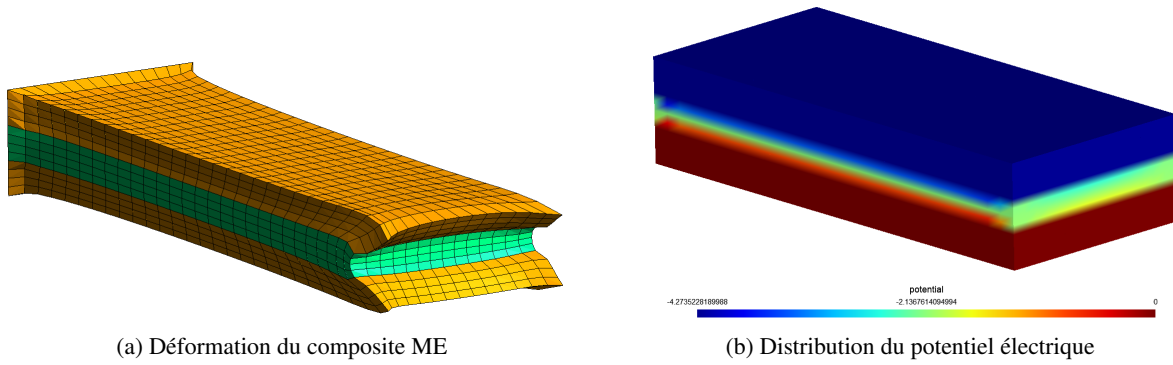 potential
-4.2735228189988
-2.1367614094994
0
(a) Déformation du composite ME
(b) Distribution du potentiel électrique